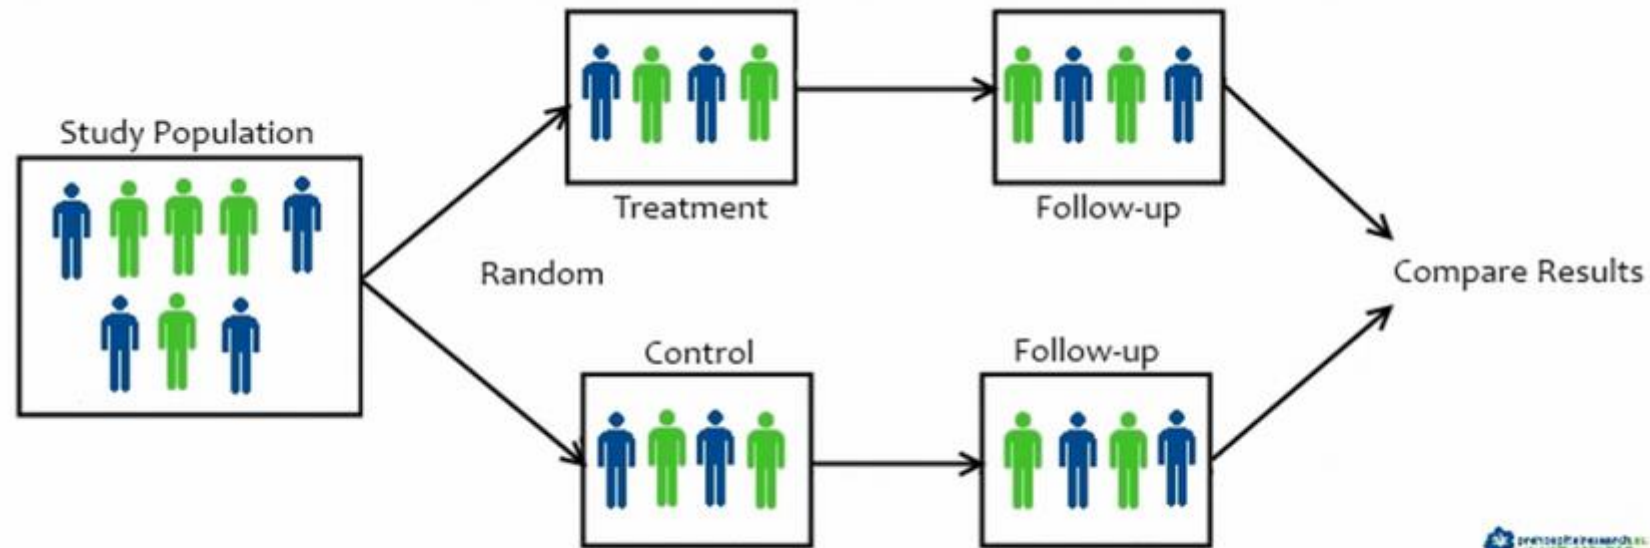 Study Population
Treatment
Follow-up
Random
Compare Results
Control
Follow-up